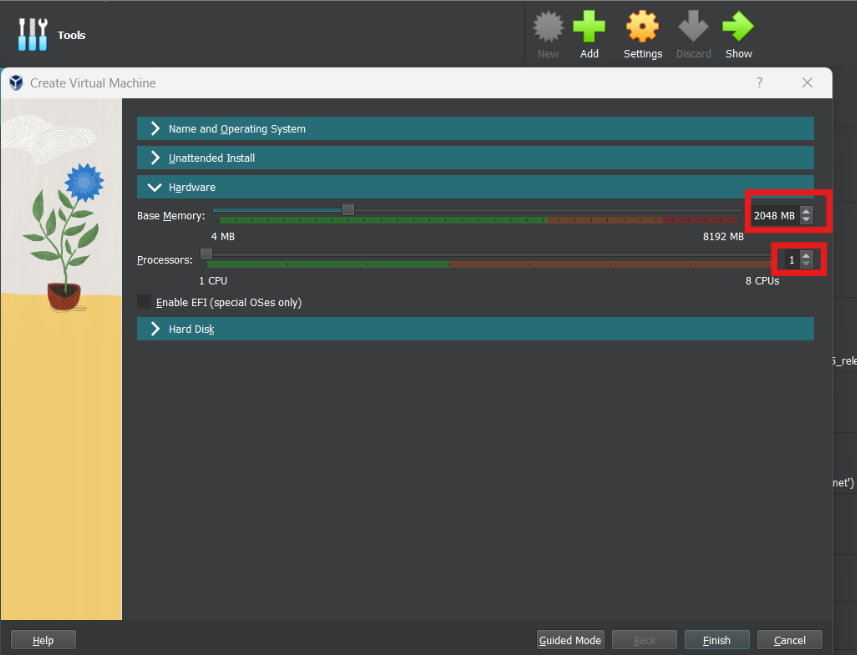 Tools
New Add Settings Discard Show
Create Virtual Machine ?
Name and Operating System
Unattended Install
Hardware
Base Memory: 2048 MB
4 MB 8192 MB
Processors: 1
1 CPU 8 CPUs
Enable EFI (special OSes only)
Hard Disk
5_rele
net')
Help Guided Mode Back Finish Cancel